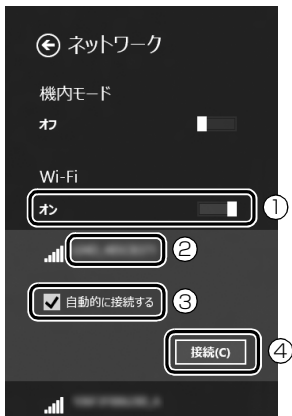 ネットワーク
機内モード
オフ
Wi-Fi
オン ①
②
自動的に接続する ③
接続(C) ④